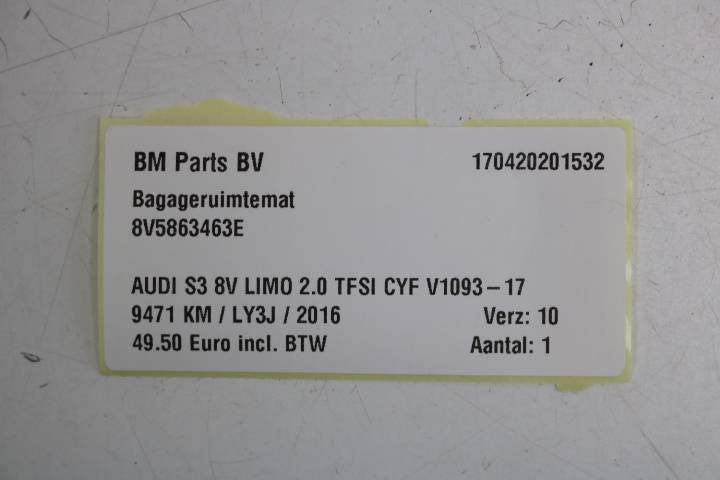 BM Parts BV 170420201532
Bagageruimtemat
8V5863463E
AUDI S3 8V LIMO 2.0 TFSI CYF V1093-17
9471 KM / LY3J / 2016 Verz: 10
49.50 Euro incl. BTW Aantal: 1